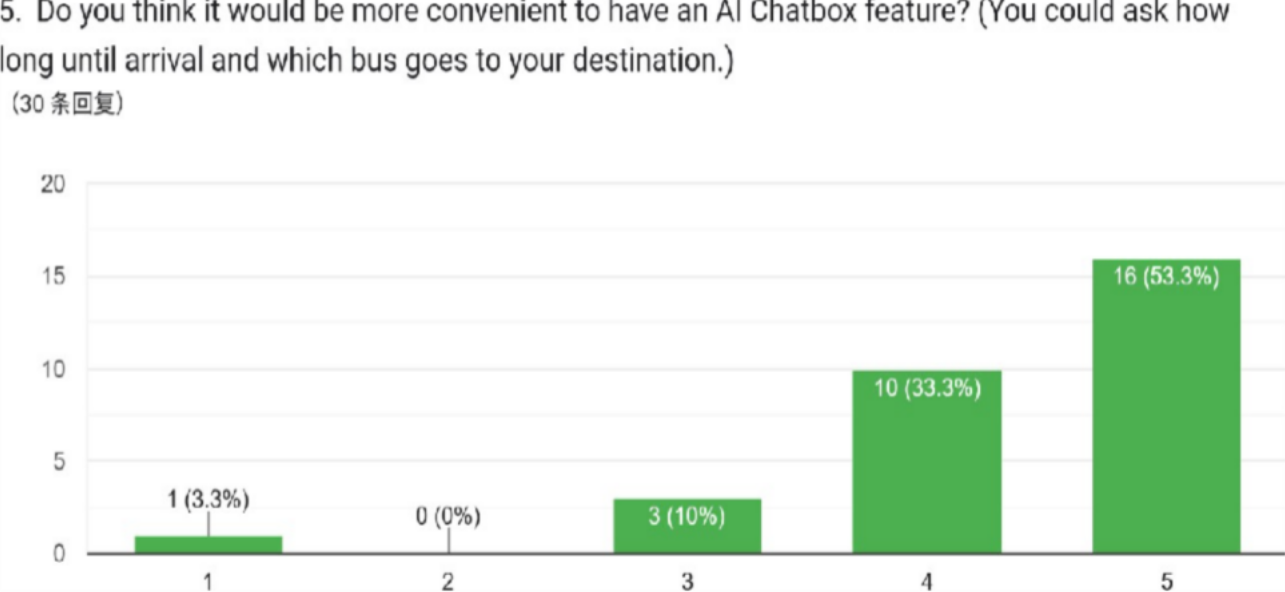 5. Do you think it would be more convenient to have an AI Chatbox feature? (You could ask how
long until arrival and which bus goes to your destination.)
（30 条回复）
20
15
10
5
0
1 (3.3%)
0 (0%)
3 (10%)
10 (33.3%)
16 (53.3%)
1 2 3 4 5